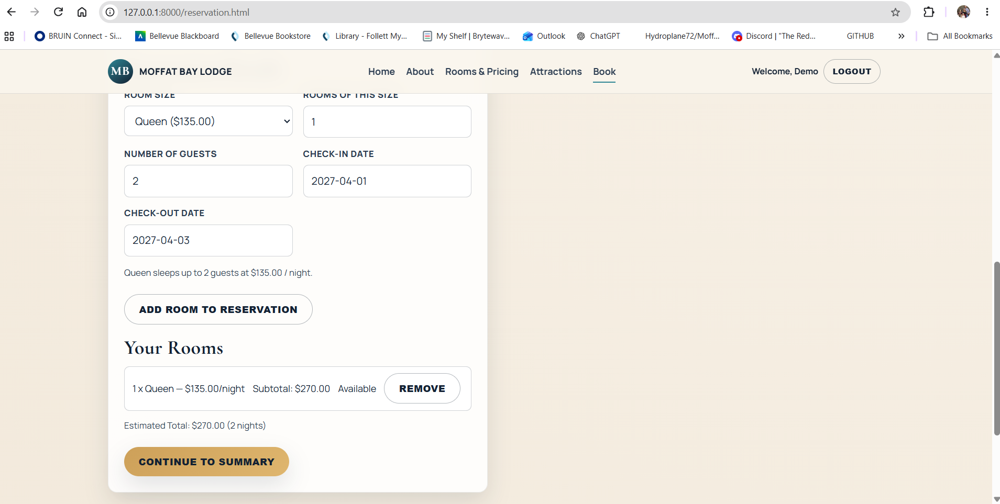 127.0.0.1:8000/reservation.html
BRUIN Connect - Si...
Bellevue Blackboard
Bellevue Bookstore
Library - Follett My...
My Shelf | Brytewav...
Outlook
ChatGPT
Hydroplane72/Moff...
Discord | "The Red...
GITHUB
All Bookmarks
MB
MOFFAT BAY LODGE
Home
About
Rooms & Pricing
Attractions
Book
Welcome, Demo
LOGOUT
ROOM SIZE
ROOMS OF THIS SIZE
Queen ($135.00)
1
NUMBER OF GUESTS
CHECK-IN DATE
2
2027-04-01
CHECK-OUT DATE
2027-04-03
Queen sleeps up to 2 guests at $135.00 / night.
ADD ROOM TO RESERVATION
Your Rooms
1 x Queen — $135.00/night Subtotal: $270.00 Available REMOVE
Estimated Total: $270.00 (2 nights)
CONTINUE TO SUMMARY